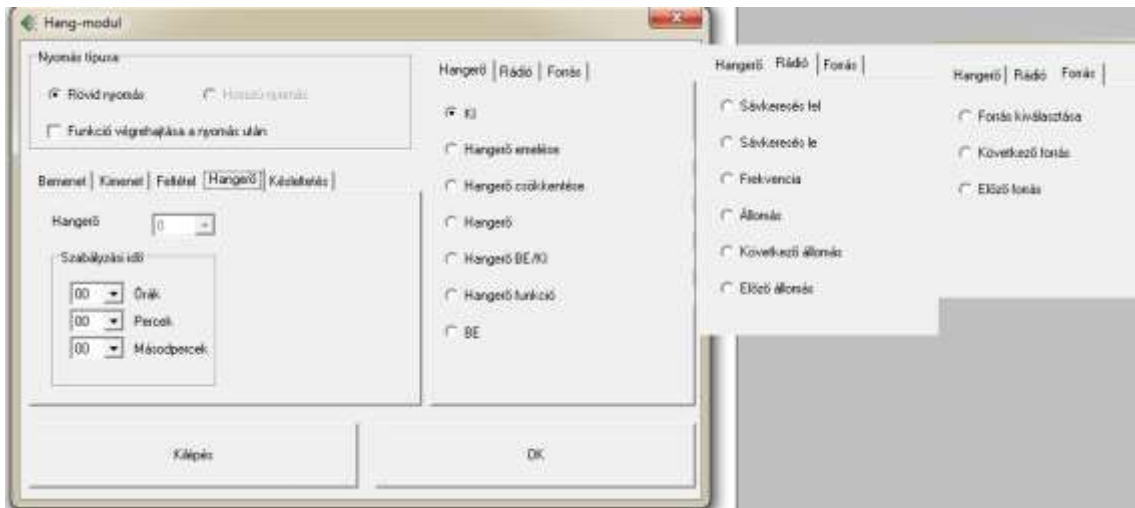 Hang-modul
Nyomás típusa
Rövid nyomás
Hosszú nyomás
Funkció végrehajtása a nyomás után
Bemenet
Kimenet
Feltétel
Hangerő
Késleltetés
Hangerő
0
Szabályzási idő
00 Órák
00 Percek
00 Másodpercek
Hangerő
Rádió
Forrás
KI
Hangerő emelése
Hangerő csökkentése
Hangerő
Hangerő BE/KI
Hangerő funkció
BE
Hangerő
Rádió
Forrás
Sávkeresés fel
Sávkeresés le
Frekvencia
Állomás
Következő állomás
Előző állomás
Hangerő
Rádió
Forrás
Forrás kiválasztása
Következő forrás
Előző forrás
Kilépés
OK